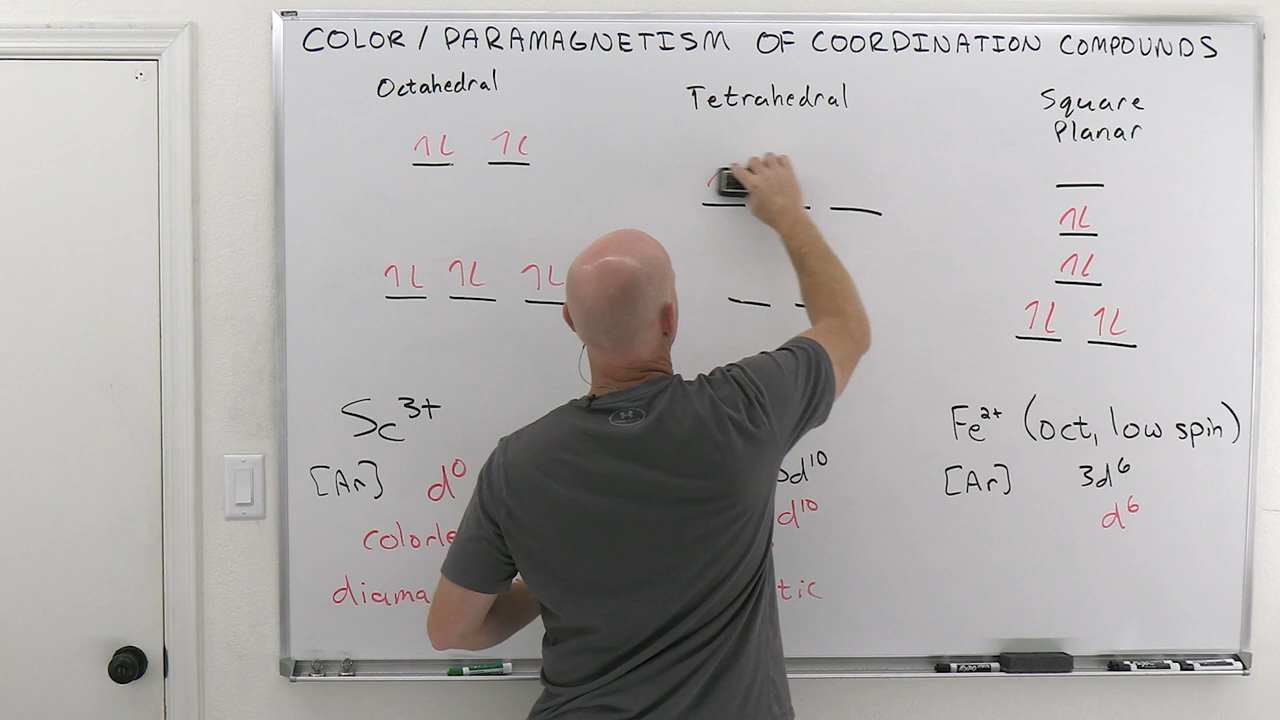 COLOR / PARAMAGNETISM OF COORDINATION COMPOUNDS
Octahedral
Tetrahedral
Square
Planar
Sc³⁺
[Ar] d⁰
d¹⁰
d¹⁰
Fe²⁺ (oct, low spin)
[Ar] 3d⁶
d⁶